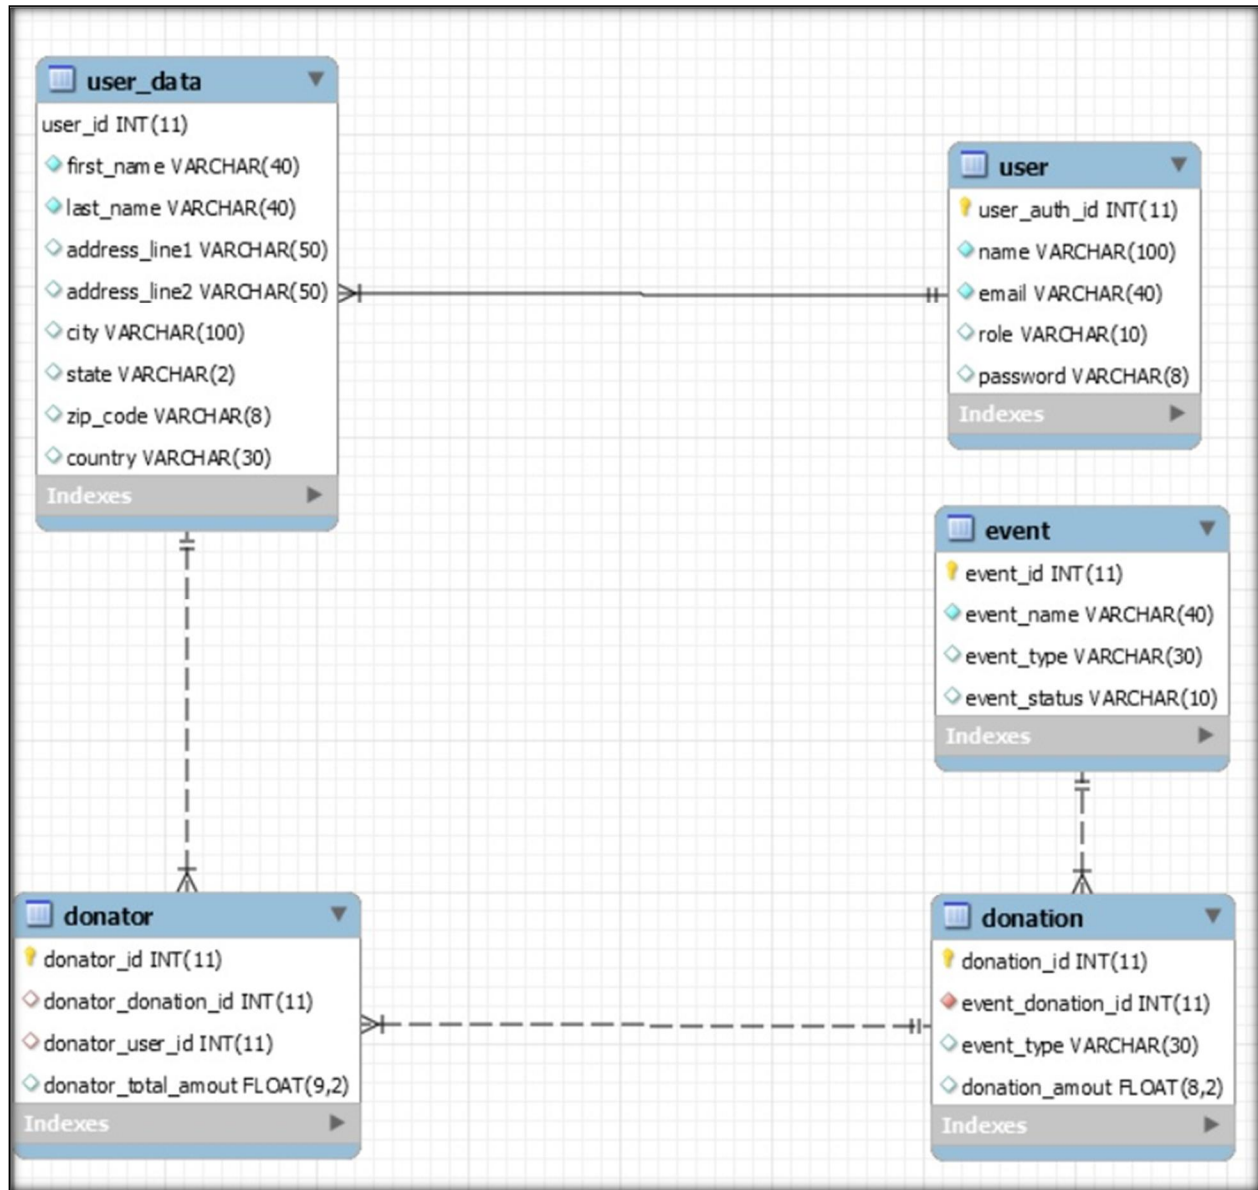 user_data
user_id INT(11)
first_name VARCHAR(40)
last_name VARCHAR(40)
address_line1 VARCHAR(50)
address_line2 VARCHAR(50)
city VARCHAR(100)
state VARCHAR(2)
zip_code VARCHAR(8)
country VARCHAR(30)
Indexes
user
user_auth_id INT(11)
name VARCHAR(100)
email VARCHAR(40)
role VARCHAR(10)
password VARCHAR(8)
Indexes
event
event_id INT(11)
event_name VARCHAR(40)
event_type VARCHAR(30)
event_status VARCHAR(10)
Indexes
donator
donator_id INT(11)
donator_donation_id INT(11)
donator_user_id INT(11)
donator_total_amout FLOAT(9,2)
Indexes
donation
donation_id INT(11)
event_donation_id INT(11)
event_type VARCHAR(30)
donation_amout FLOAT(8,2)
Indexes